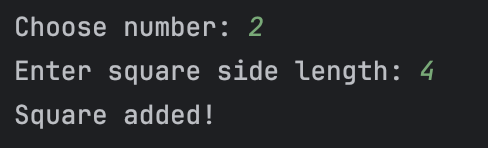 Choose number: 2
Enter square side length: 4
Square added!